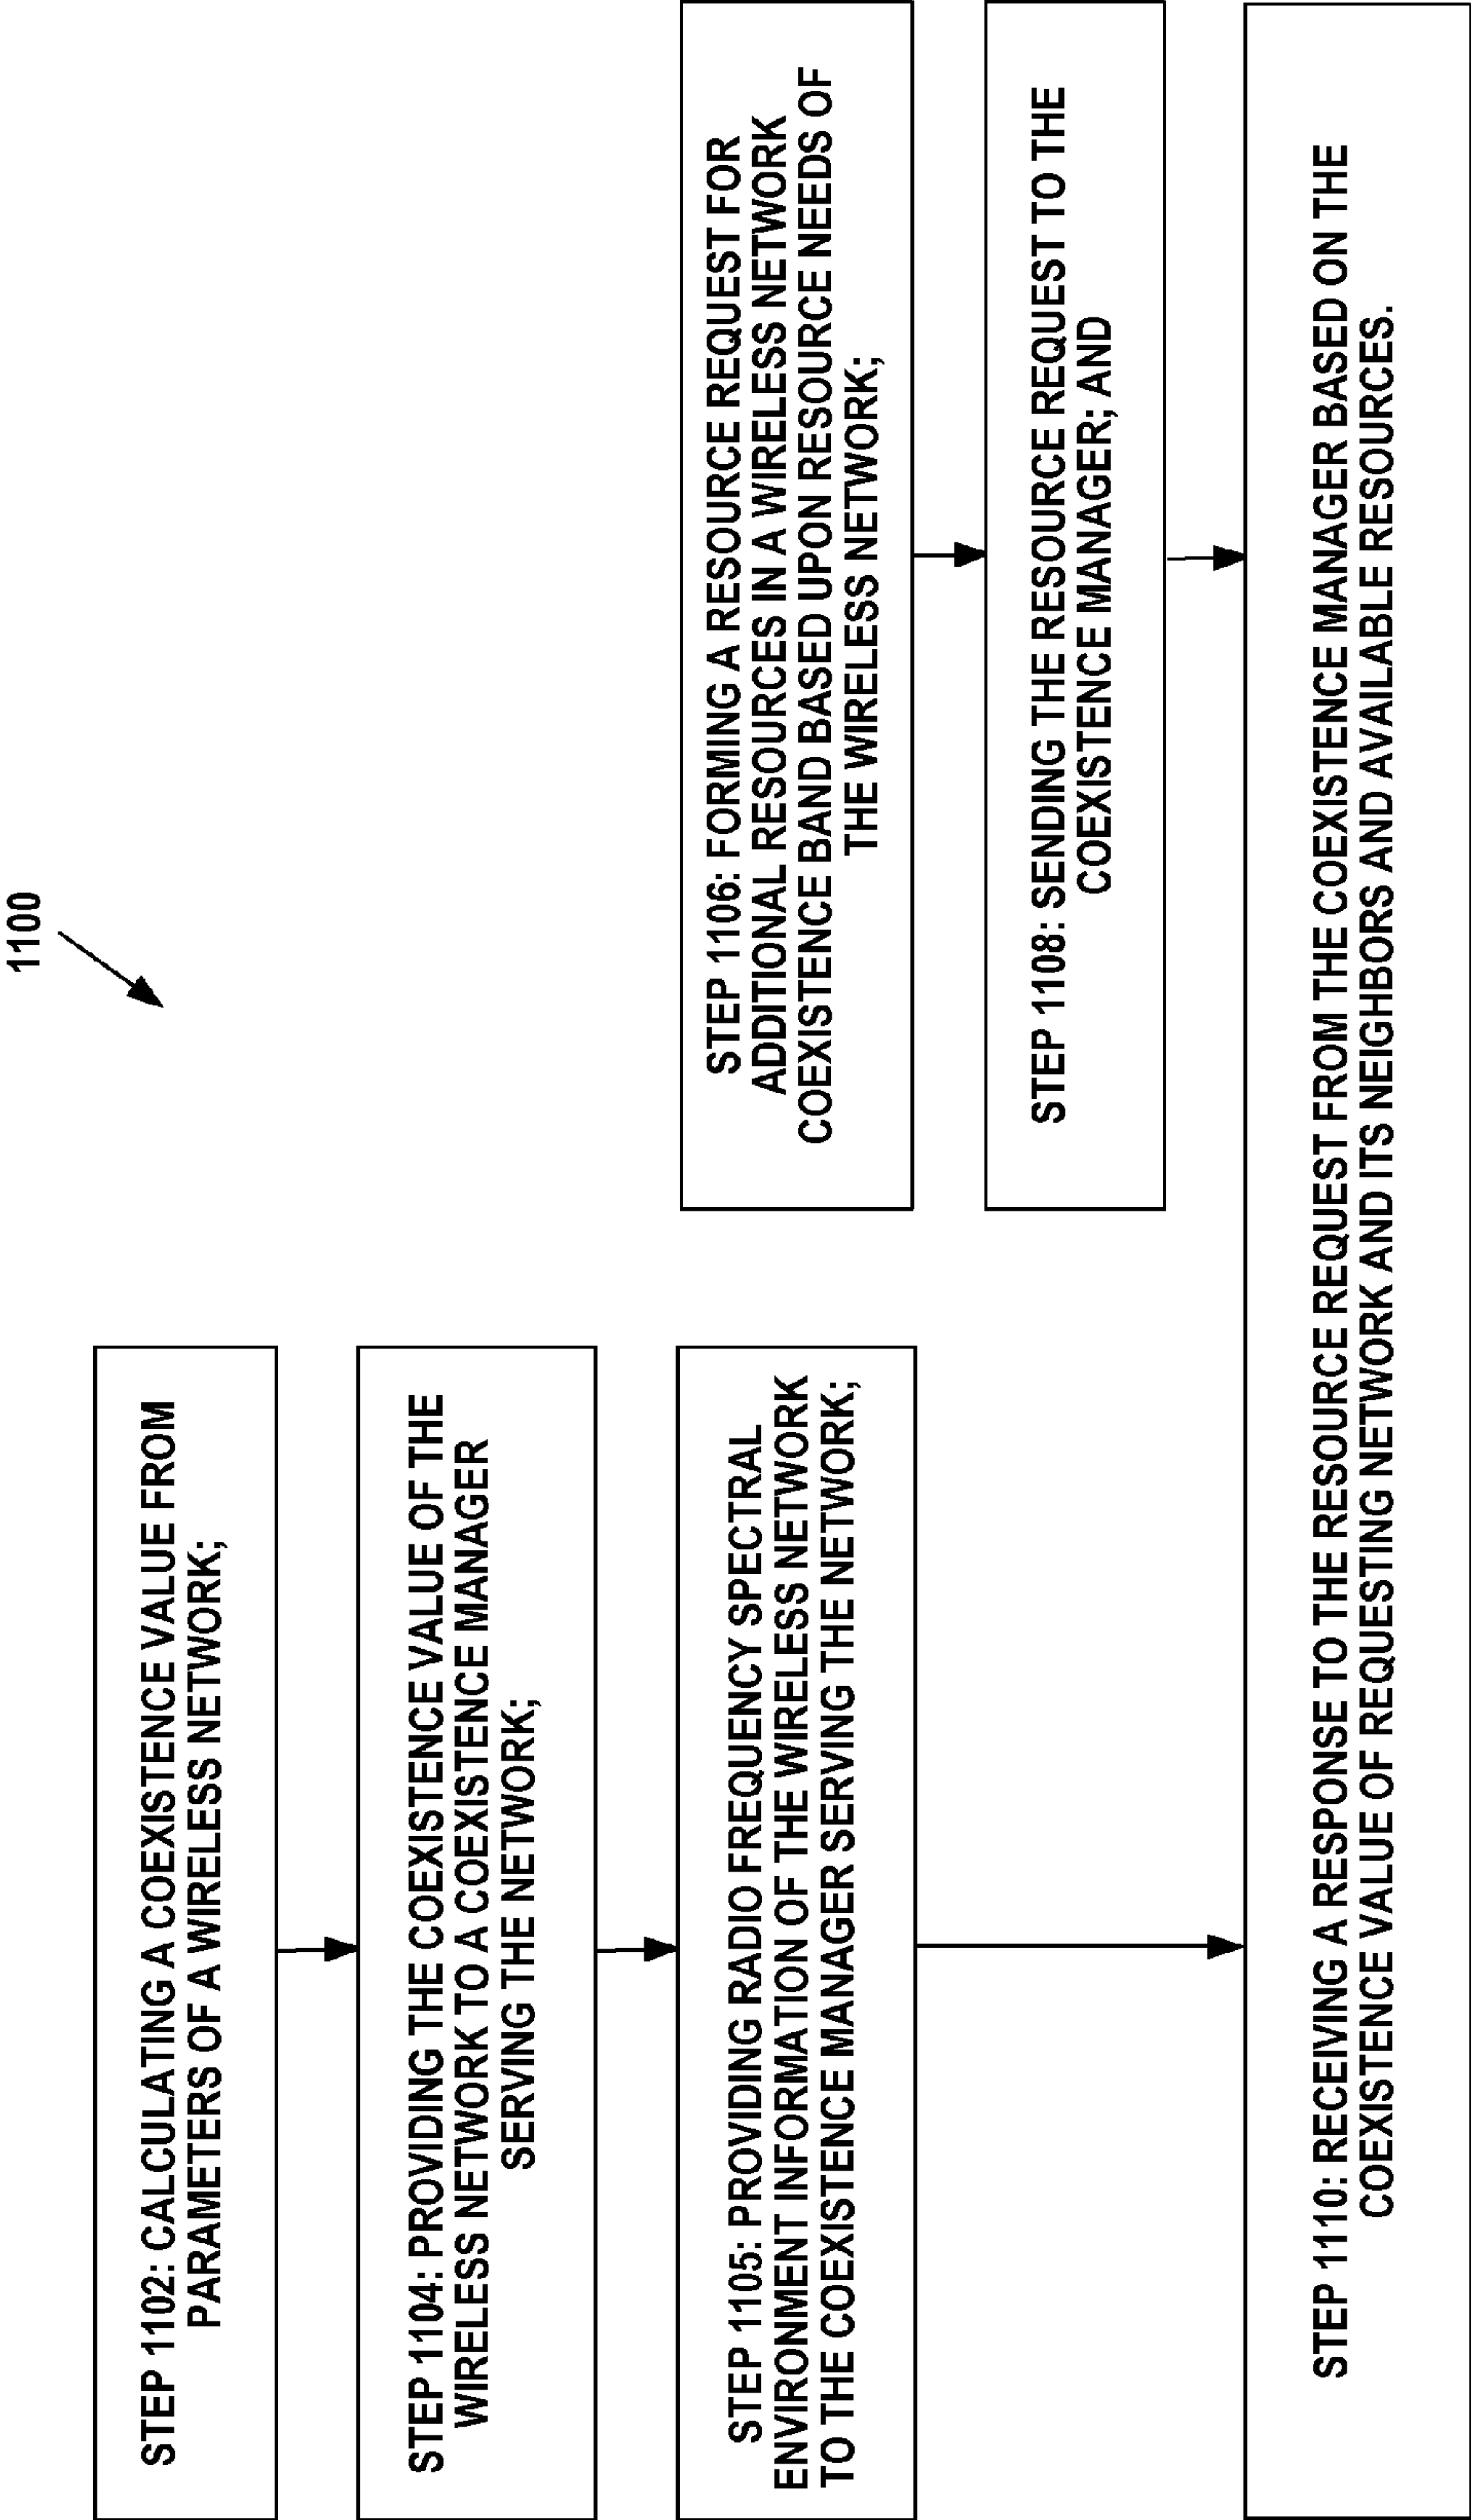 1100
STEP 1102: CALCULATING A COEXISTENCE VALUE FROM
PARAMETERS OF A WIRELESS NETWORK;
STEP 1104: PROVIDING THE COEXISTENCE VALUE OF THE
WIRELESS NETWORK TO A COEXISTENCE MANAGER
SERVING THE NETWORK;
STEP 1105: PROVIDING RADIO FREQUENCY SPECTRAL
ENVIRONMENT INFORMATION OF THE WIRELESS NETWORK
TO THE COEXISTENCE MANAGER SERVING THE NETWORK;
STEP 1106: FORMING A RESOURCE REQUEST FOR
ADDITIONAL RESOURCES IN A WIRELESS NETWORK
COEXISTENCE BAND BASED UPON RESOURCE NEEDS OF
THE WIRELESS NETWORK;
STEP 1108: SENDING THE RESOURCE REQUEST TO THE
COEXISTENCE MANAGER; AND
STEP 1110: RECEIVING A RESPONSE TO THE RESOURCE REQUEST FROM THE COEXISTENCE MANAGER BASED ON THE
COEXISTENCE VALUE OF REQUESTING NETWORK AND ITS NEIGHBORS AND AVAILABLE RESOURCES.